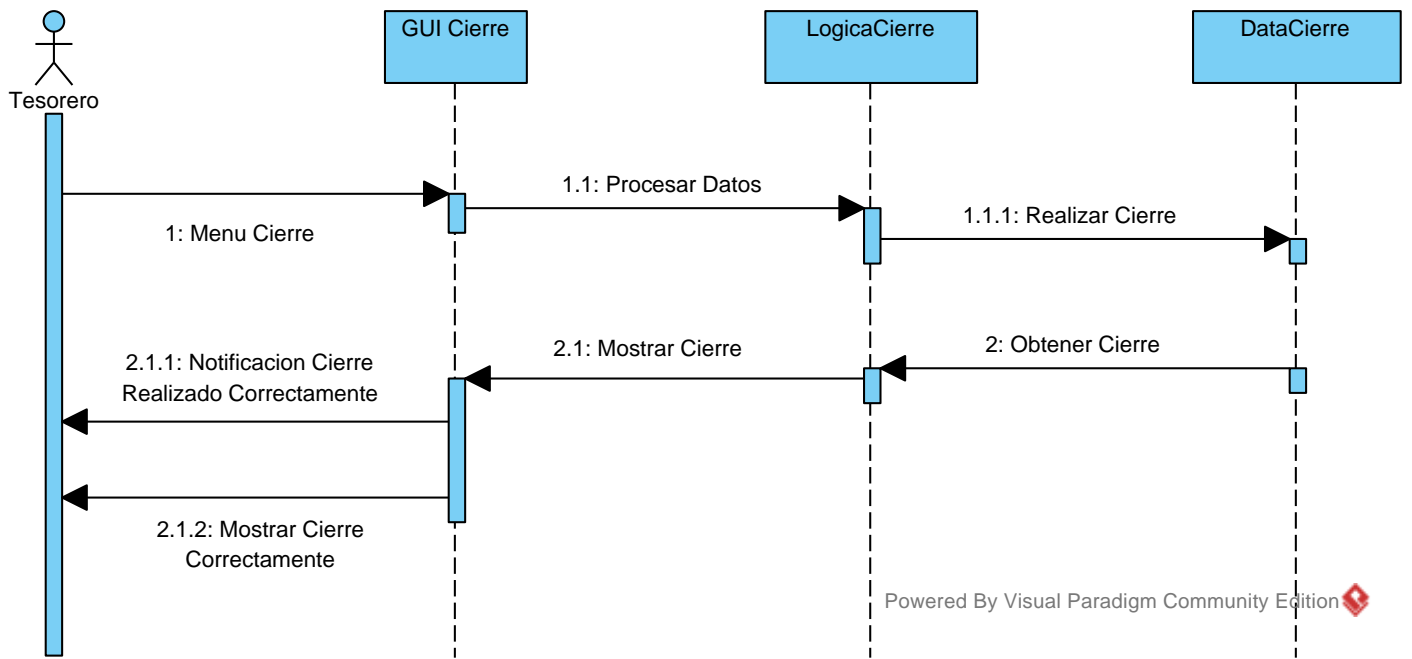 GUI Cierre
LogicaCierre
DataCierre
Tesorero
1.1: Procesar Datos
1.1.1: Realizar Cierre
1: Menu Cierre
2: Obtener Cierre
2.1: Mostrar Cierre
2.1.1: Notificacion Cierre
Realizado Correctamente
2.1.2: Mostrar Cierre
Correctamente
Powered By Visual Paradigm Community Edition